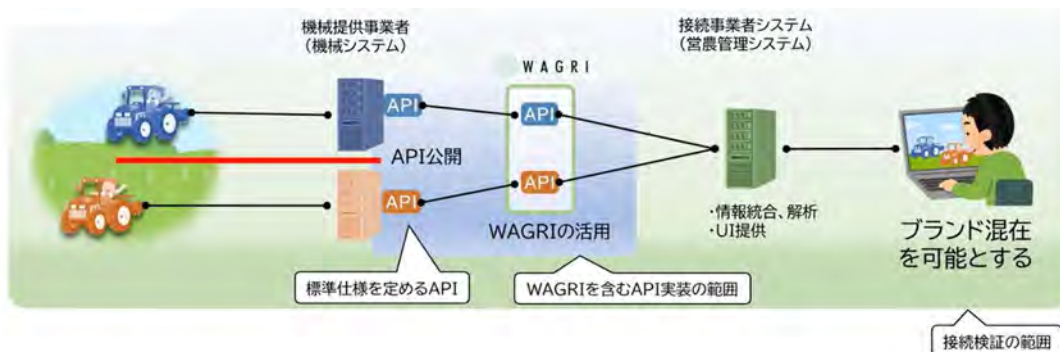 機械提供事業者
(機械システム)
接続事業者システム
(営農管理システム)
WAGRI
API
API
API公開
API
API
WAGRIの活用
・情報統合、解析
・UI提供
ブランド混在
を可能とする
標準仕様を定めるAPI
WAGRIを含むAPI実装の範囲
接続検証の範囲